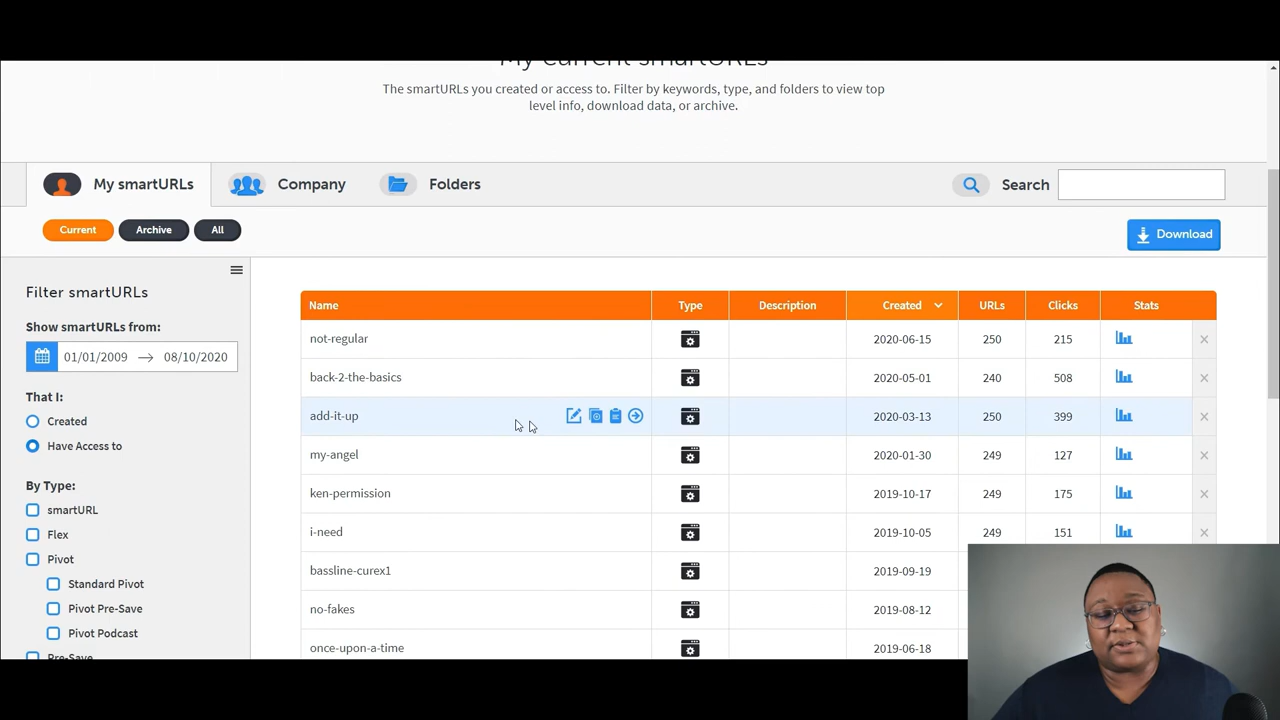 My current smartURLs
The smartURLs you created or access to. Filter by keywords, type, and folders to view top
level info, download data, or archive.
My smartURLs Company Folders Search
Current Archive All Download
Filter smartURLs
Show smartURLs from:
01/01/2009 08/10/2020
That I:
Created
Have Access to
By Type:
smartURL
Flex
Pivot
Standard Pivot
Pivot Pre-Save
Pivot Podcast
Pre-Save
Name Type Description Created URLs Clicks Stats
not-regular 2020-06-15 250 215
back-2-the-basics 2020-05-01 240 508
add-it-up 2020-03-13 250 399
my-angel 2020-01-30 249 127
ken-permission 2019-10-17 249 175
i-need 2019-10-05 249 151
bassline-curex1 2019-09-19
no-fakes 2019-08-12
once-upon-a-time 2019-06-18